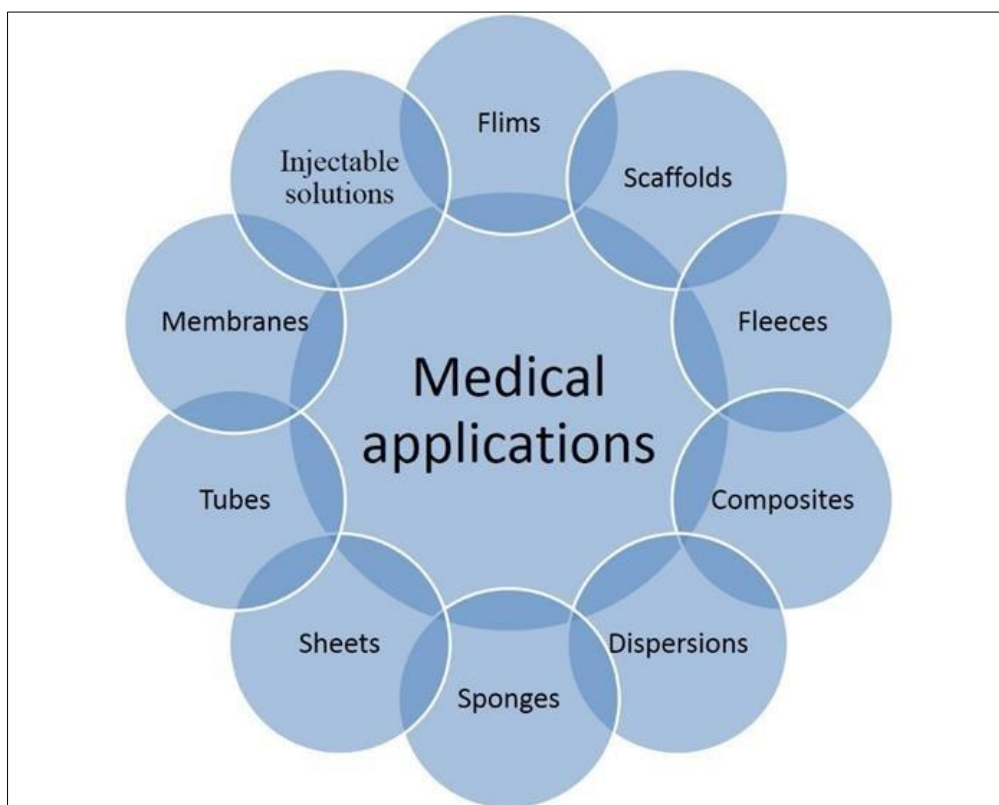 Flims
Scaffolds
Fleeces
Composites
Dispersions
Sponges
Sheets
Tubes
Membranes
Injectable
solutions
Medical
applications